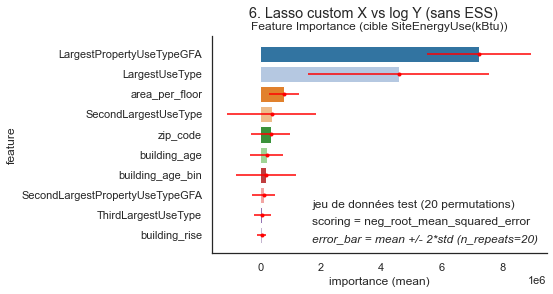 6. Lasso custom X vs log Y (sans ESS)
Feature Importance (cible SiteEnergyUse(kBtu))
feature
LargestPropertyUseTypeGFA
LargestUseType
area_per_floor
SecondLargestUseType
zip_code
building_age
building_age_bin
SecondLargestPropertyUseTypeGFA
ThirdLargestUseType
building_rise
jeu de données test (20 permutations)
scoring = neg_root_mean_squared_error
error_bar = mean +/- 2*std (n_repeats=20)
0 2 4 6 8
1e6
importance (mean)